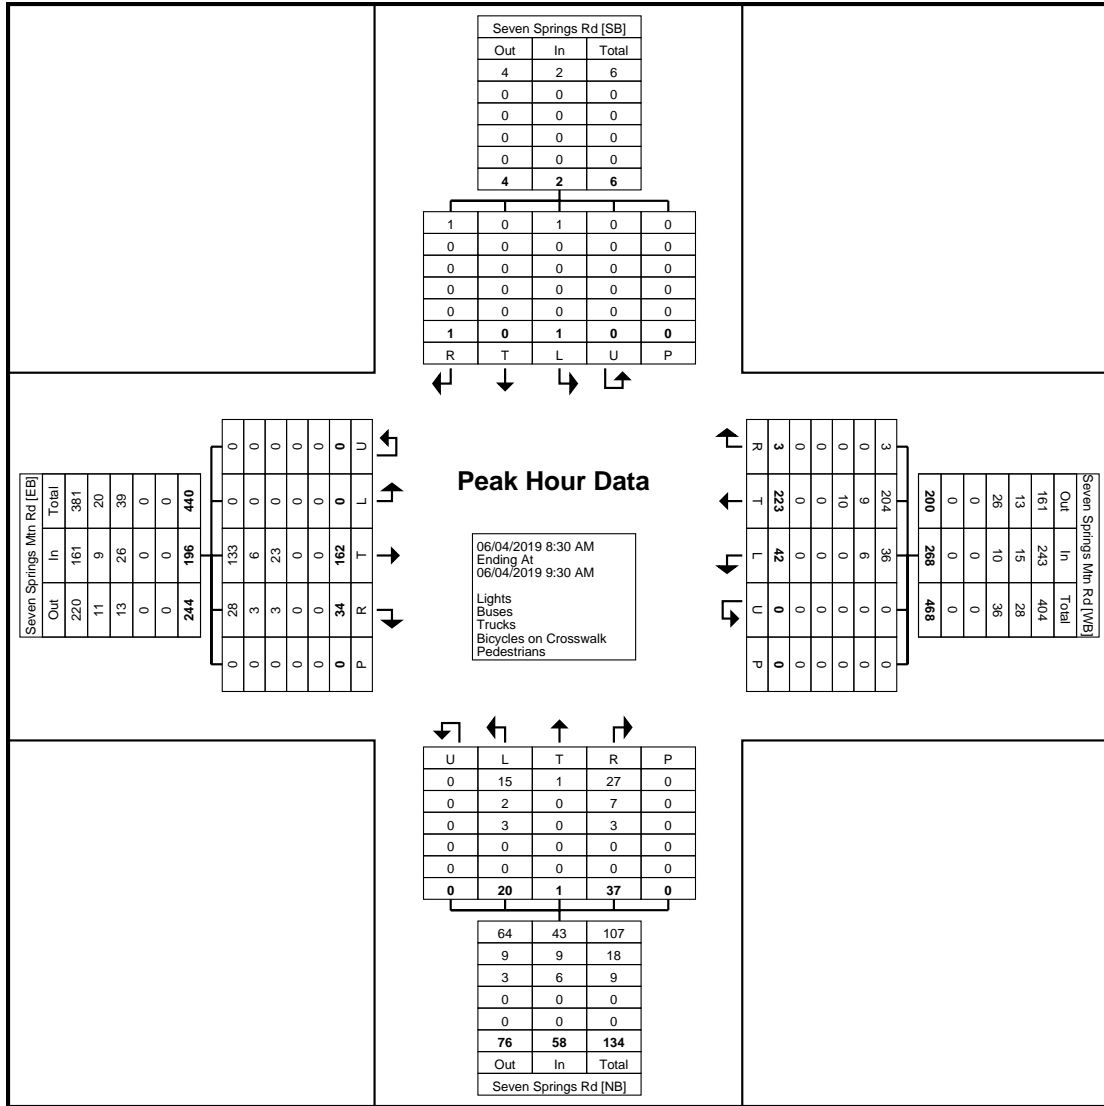 Seven Springs Rd [SB]
Out In Total
4 2 6
0 0 0
0 0 0
0 0 0
0 0 0
4 2 6
1 0 1 0 0
0 0 0 0 0
0 0 0 0 0
0 0 0 0 0
0 0 0 0 0
1 0 1 0 0
R T L U P
Seven Springs Mtn Rd [EB]
Total In Out
381 161 220
20 9 11
39 26 13
0 0 0
0 0 0
440 196 244
0 0 133 28 0
0 0 6 3 0
0 0 23 3 0
0 0 0 0 0
0 0 0 0 0
0 0 162 34 0
U L T R P
Peak Hour Data
06/04/2019 8:30 AM
Ending At
06/04/2019 9:30 AM
Lights
Buses
Trucks
Bicycles on Crosswalk
Pedestrians
Seven Springs Mtn Rd [WB]
Out In Total
161 243 404
13 15 28
26 10 36
0 0 0
0 0 0
200 268 468
3 204 36 0 0
0 9 6 0 0
0 10 0 0 0
0 0 0 0 0
0 0 0 0 0
3 223 42 0 0
R T L U P
U L T R P
0 15 1 27 0
0 2 0 7 0
0 3 0 3 0
0 0 0 0 0
0 0 0 0 0
0 20 1 37 0
64 43 107
9 9 18
3 6 9
0 0 0
0 0 0
76 58 134
Out In Total
Seven Springs Rd [NB]